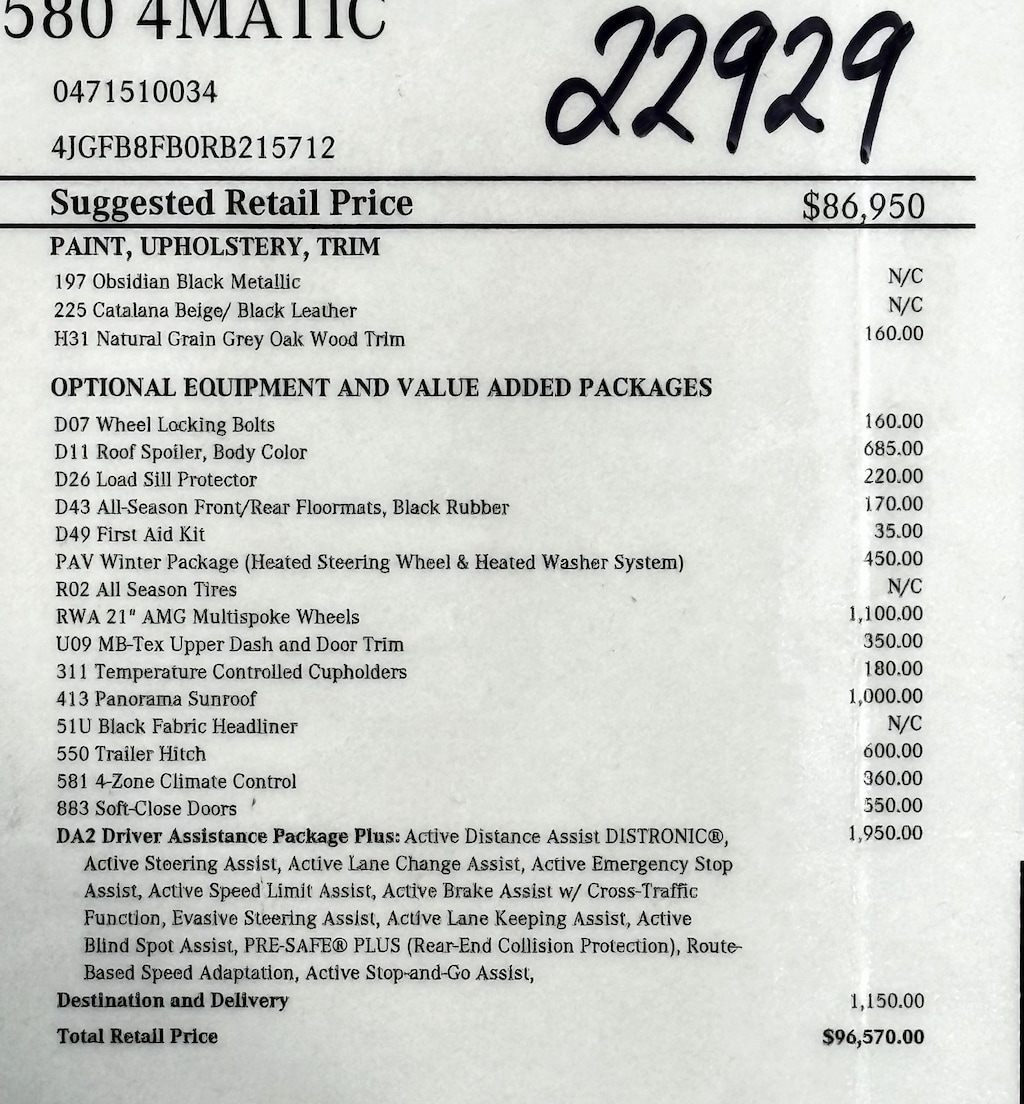 580 4MATIC
22929
0471510034
4JGFB8FB0RB215712
Suggested Retail Price $86,950
PAINT, UPHOLSTERY, TRIM
197 Obsidian Black Metallic N/C
225 Catalana Beige/ Black Leather N/C
H31 Natural Grain Grey Oak Wood Trim 160.00
OPTIONAL EQUIPMENT AND VALUE ADDED PACKAGES
D07 Wheel Locking Bolts 160.00
D11 Roof Spoiler, Body Color 685.00
D26 Load Sill Protector 220.00
D43 All-Season Front/Rear Floormats, Black Rubber 170.00
D49 First Aid Kit 35.00
PAV Winter Package (Heated Steering Wheel & Heated Washer System) 450.00
R02 All Season Tires N/C
RWA 21" AMG Multispoke Wheels 1,100.00
U09 MB-Tex Upper Dash and Door Trim 350.00
311 Temperature Controlled Cupholders 180.00
413 Panorama Sunroof 1,000.00
51U Black Fabric Headliner N/C
550 Trailer Hitch 600.00
581 4-Zone Climate Control 360.00
883 Soft-Close Doors 550.00
DA2 Driver Assistance Package Plus: Active Distance Assist DISTRONIC®, 1,950.00
Active Steering Assist, Active Lane Change Assist, Active Emergency Stop
Assist, Active Speed Limit Assist, Active Brake Assist w/ Cross-Traffic
Function, Evasive Steering Assist, Active Lane Keeping Assist, Active
Blind Spot Assist, PRE-SAFE® PLUS (Rear-End Collision Protection), Route-
Based Speed Adaptation, Active Stop-and-Go Assist,
Destination and Delivery 1,150.00
Total Retail Price $96,570.00